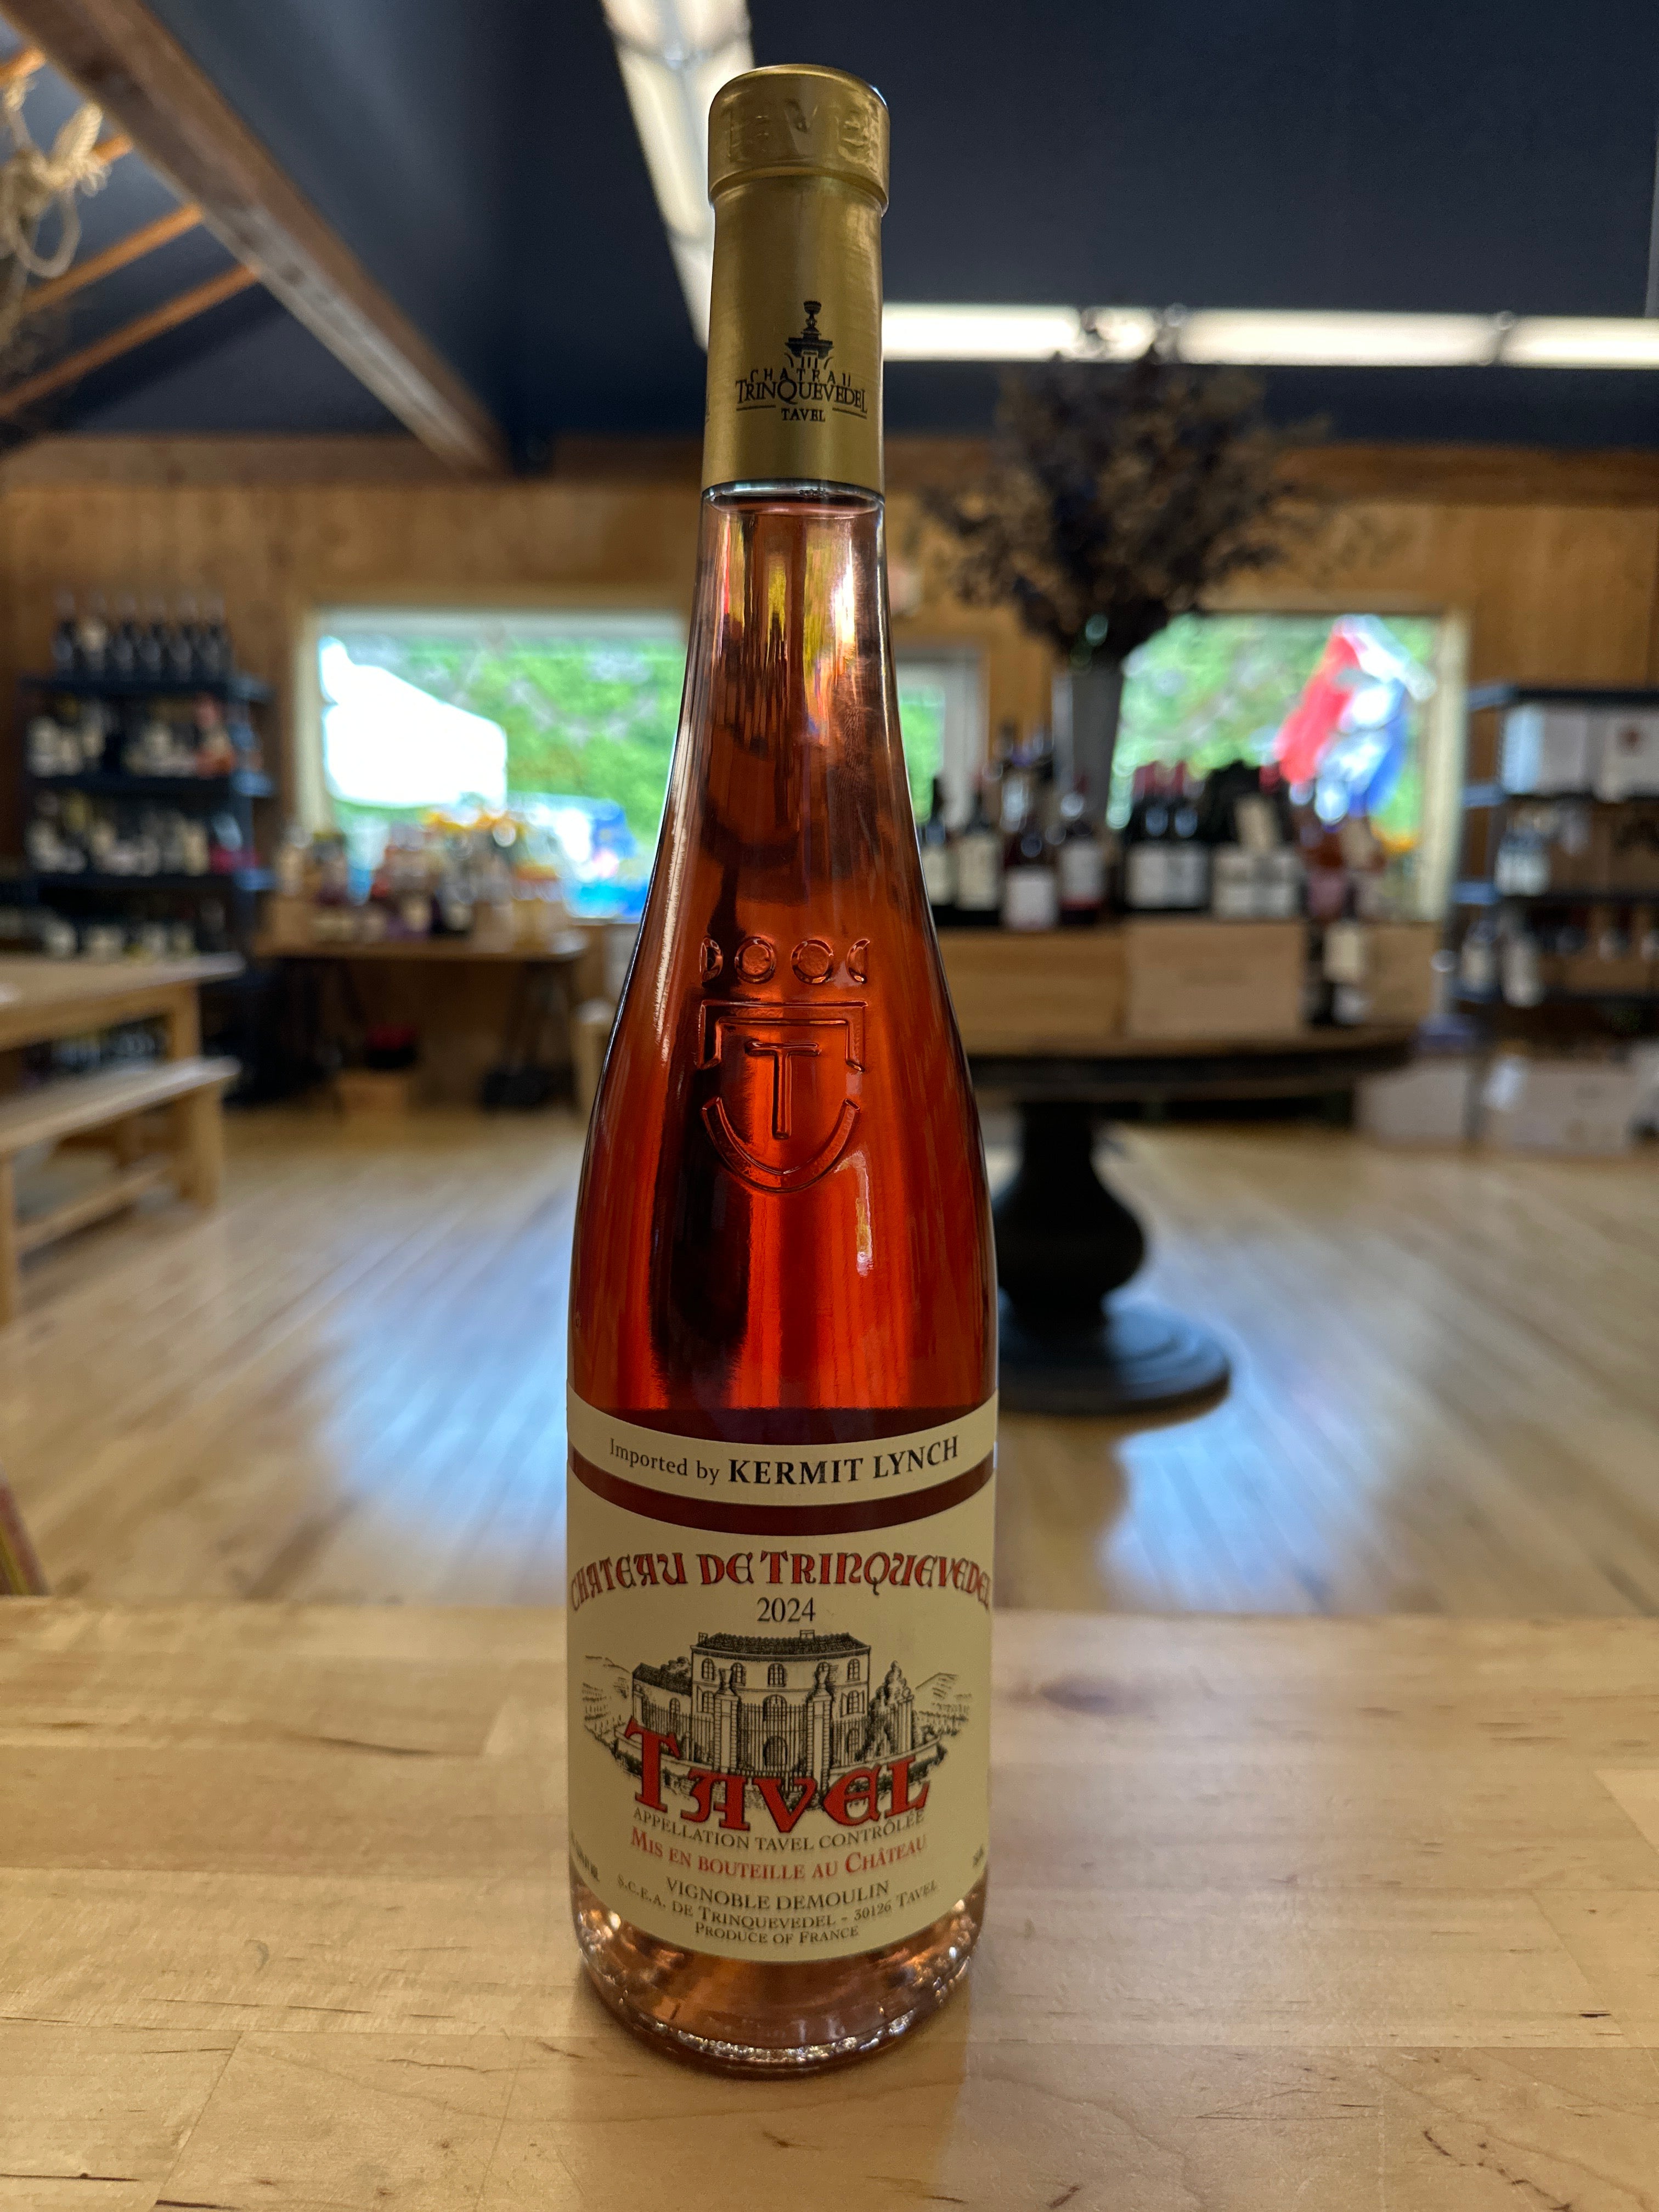 TAVEL
CHATEAU
TRINQUEVEDEL
TAVEL
T
Imported by KERMIT LYNCH
CHATEAU DE TRINQUEVEDEL
2024
TAVEL
APPELLATION TAVEL CONTRÔLÉE
MIS EN BOUTEILLE AU CHÂTEAU
VIGNOBLE DEMOULIN
S.C.E.A. DE TRINQUEVEDEL - 30126 TAVEL
PRODUCE OF FRANCE